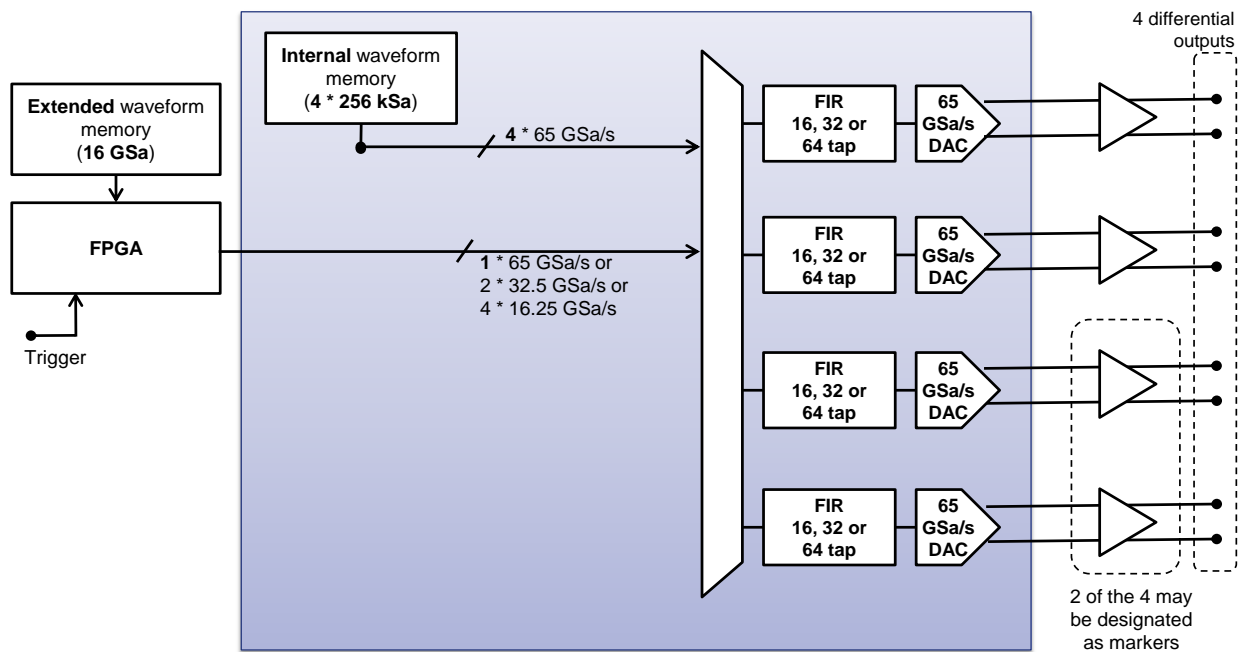 4 differential
outputs
Internal waveform
memory
(4 * 256 kSa)
Extended waveform
memory
(16 GSa)
FPGA
Trigger
4 * 65 GSa/s
1 * 65 GSa/s or
2 * 32.5 GSa/s or
4 * 16.25 GSa/s
FIR
16, 32 or
64 tap
65
GSa/s
DAC
FIR
16, 32 or
64 tap
65
GSa/s
DAC
FIR
16, 32 or
64 tap
65
GSa/s
DAC
FIR
16, 32 or
64 tap
65
GSa/s
DAC
2 of the 4 may
be designated
as markers